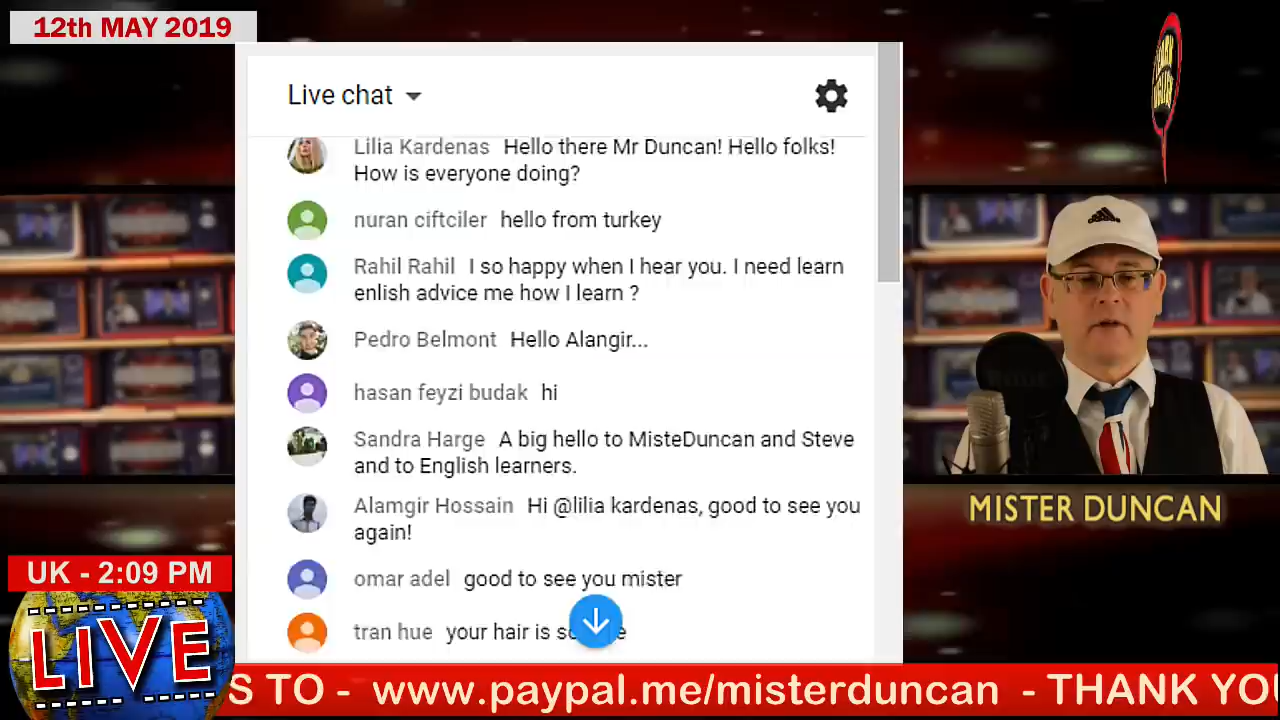 12th MAY 2019
Live chat
Lilia Kardenas Hello there Mr Duncan! Hello folks!
How is everyone doing?
nuran ciftciler hello from turkey
Rahil Rahil I so happy when I hear you. I need learn
enlish advice me how I learn ?
Pedro Belmont Hello Alangir...
hasan feyzi budak hi
Sandra Harge A big hello to MisteDuncan and Steve
and to English learners.
Alamgir Hossain Hi @lilia kardenas, good to see you
again!
omar adel good to see you mister
tran hue your hair is
MISTER DUNCAN
UK - 2:09 PM
LIVE
S TO - www.paypal.me/misterduncan - THANK YOU